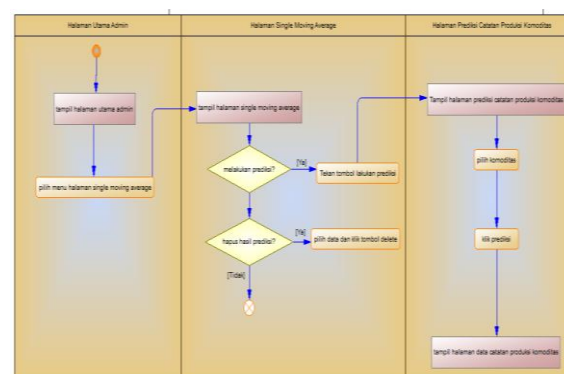 Halaman Utama Admin
Halaman Single Moving Average
Halaman Prediksi Catatan Produksi Komoditas
tampil halaman utama admin
pilih menu halaman single moving average
tampil halaman single moving average
melakukan prediksi?
[Ya]
Tekan tombol lakukan prediksi
hapus hasil prediksi?
[Ya]
pilih data dan klik tombol delete
[Tidak]
Tampil halaman prediksi catatan produksi komoditas
pilih komoditas
klik prediksi
tampil halaman data catatan produksi komoditas